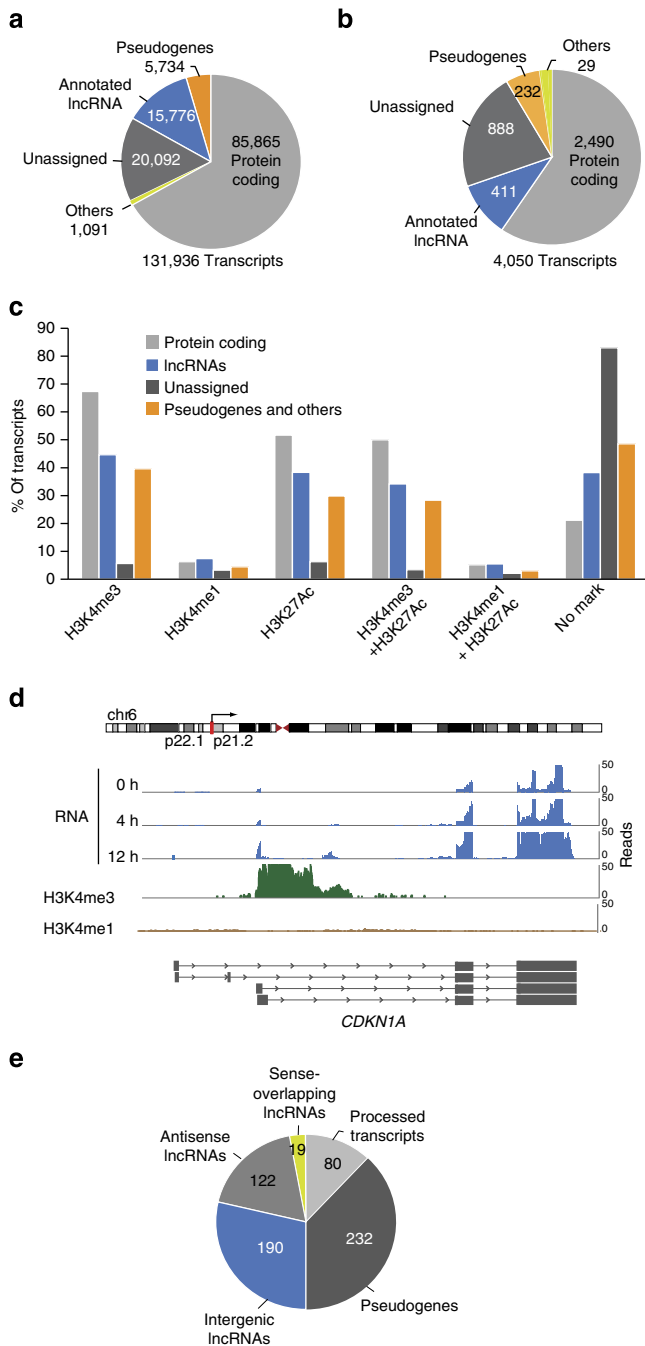 a
Pseudogenes
5,734
Annotated
lncRNA
15,776
Unassigned
20,092
85,865
Protein
coding
Others
1,091
131,936 Transcripts
b
Others
29
Pseudogenes
232
Unassigned
888
2,490
Protein
coding
411
Annotated
lncRNA
4,050 Transcripts
c
% Of transcripts
90
80
70
60
50
40
30
20
10
0
Protein coding
lncRNAs
Unassigned
Pseudogenes and others
H3K4me3
H3K4me1
H3K27Ac
H3K4me3
+H3K27Ac
H3K4me1
+ H3K27Ac
No mark
d
chr6
p22.1 p21.2
RNA
0 h
50
0
4 h
50
0
12 h
50
0
Reads
H3K4me3
50
0
H3K4me1
50
0
CDKN1A
e
Sense-
overlapping
lncRNAs
19
Processed
transcripts
80
Antisense
lncRNAs
122
190
232
Pseudogenes
Intergenic
lncRNAs